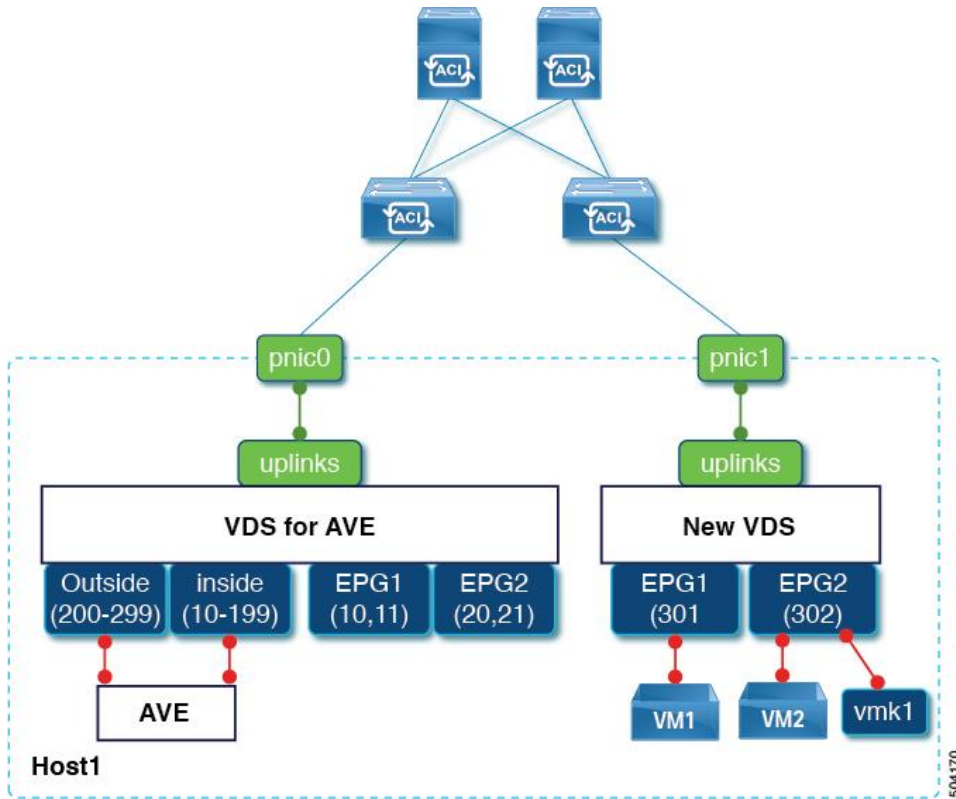 ACI
ACI
ACI
ACI
pnic0
pnic1
uplinks
uplinks
VDS for AVE
New VDS
Outside
(200-299)
inside
(10-199)
EPG1
(10,11)
EPG2
(20,21)
EPG1
(301
EPG2
(302)
AVE
VM1
VM2
vmk1
Host1
504170